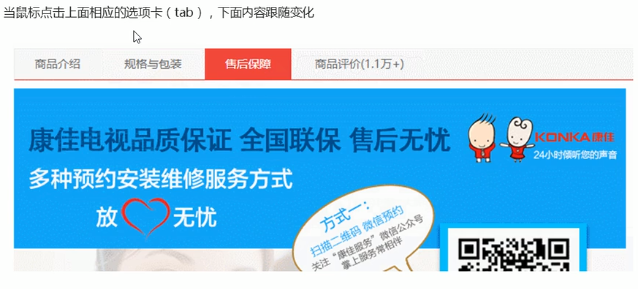 当鼠标点击上面相应的选项卡（tab），下面内容跟随变化
商品介绍 规格与包装 售后保障 商品评价(1.1万+)
康佳电视品质保证 全国联保 售后无忧
KONKA康佳
24小时倾听您的声音
多种预约安装维修服务方式
放 无忧
方式一：
扫描二维码 微信预约
关注“康佳服务”微信公众号
掌上服务常相伴